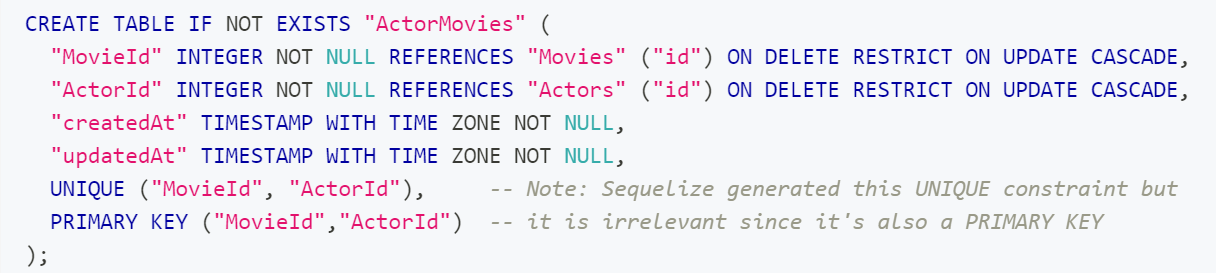 CREATE TABLE IF NOT EXISTS "ActorMovies" (
  "MovieId" INTEGER NOT NULL REFERENCES "Movies" ("id") ON DELETE RESTRICT ON UPDATE CASCADE,
  "ActorId" INTEGER NOT NULL REFERENCES "Actors" ("id") ON DELETE RESTRICT ON UPDATE CASCADE,
  "createdAt" TIMESTAMP WITH TIME ZONE NOT NULL,
  "updatedAt" TIMESTAMP WITH TIME ZONE NOT NULL,
  UNIQUE ("MovieId", "ActorId"),     -- Note: Sequelize generated this UNIQUE constraint but
  PRIMARY KEY ("MovieId","ActorId")  -- it is irrelevant since it's also a PRIMARY KEY
);